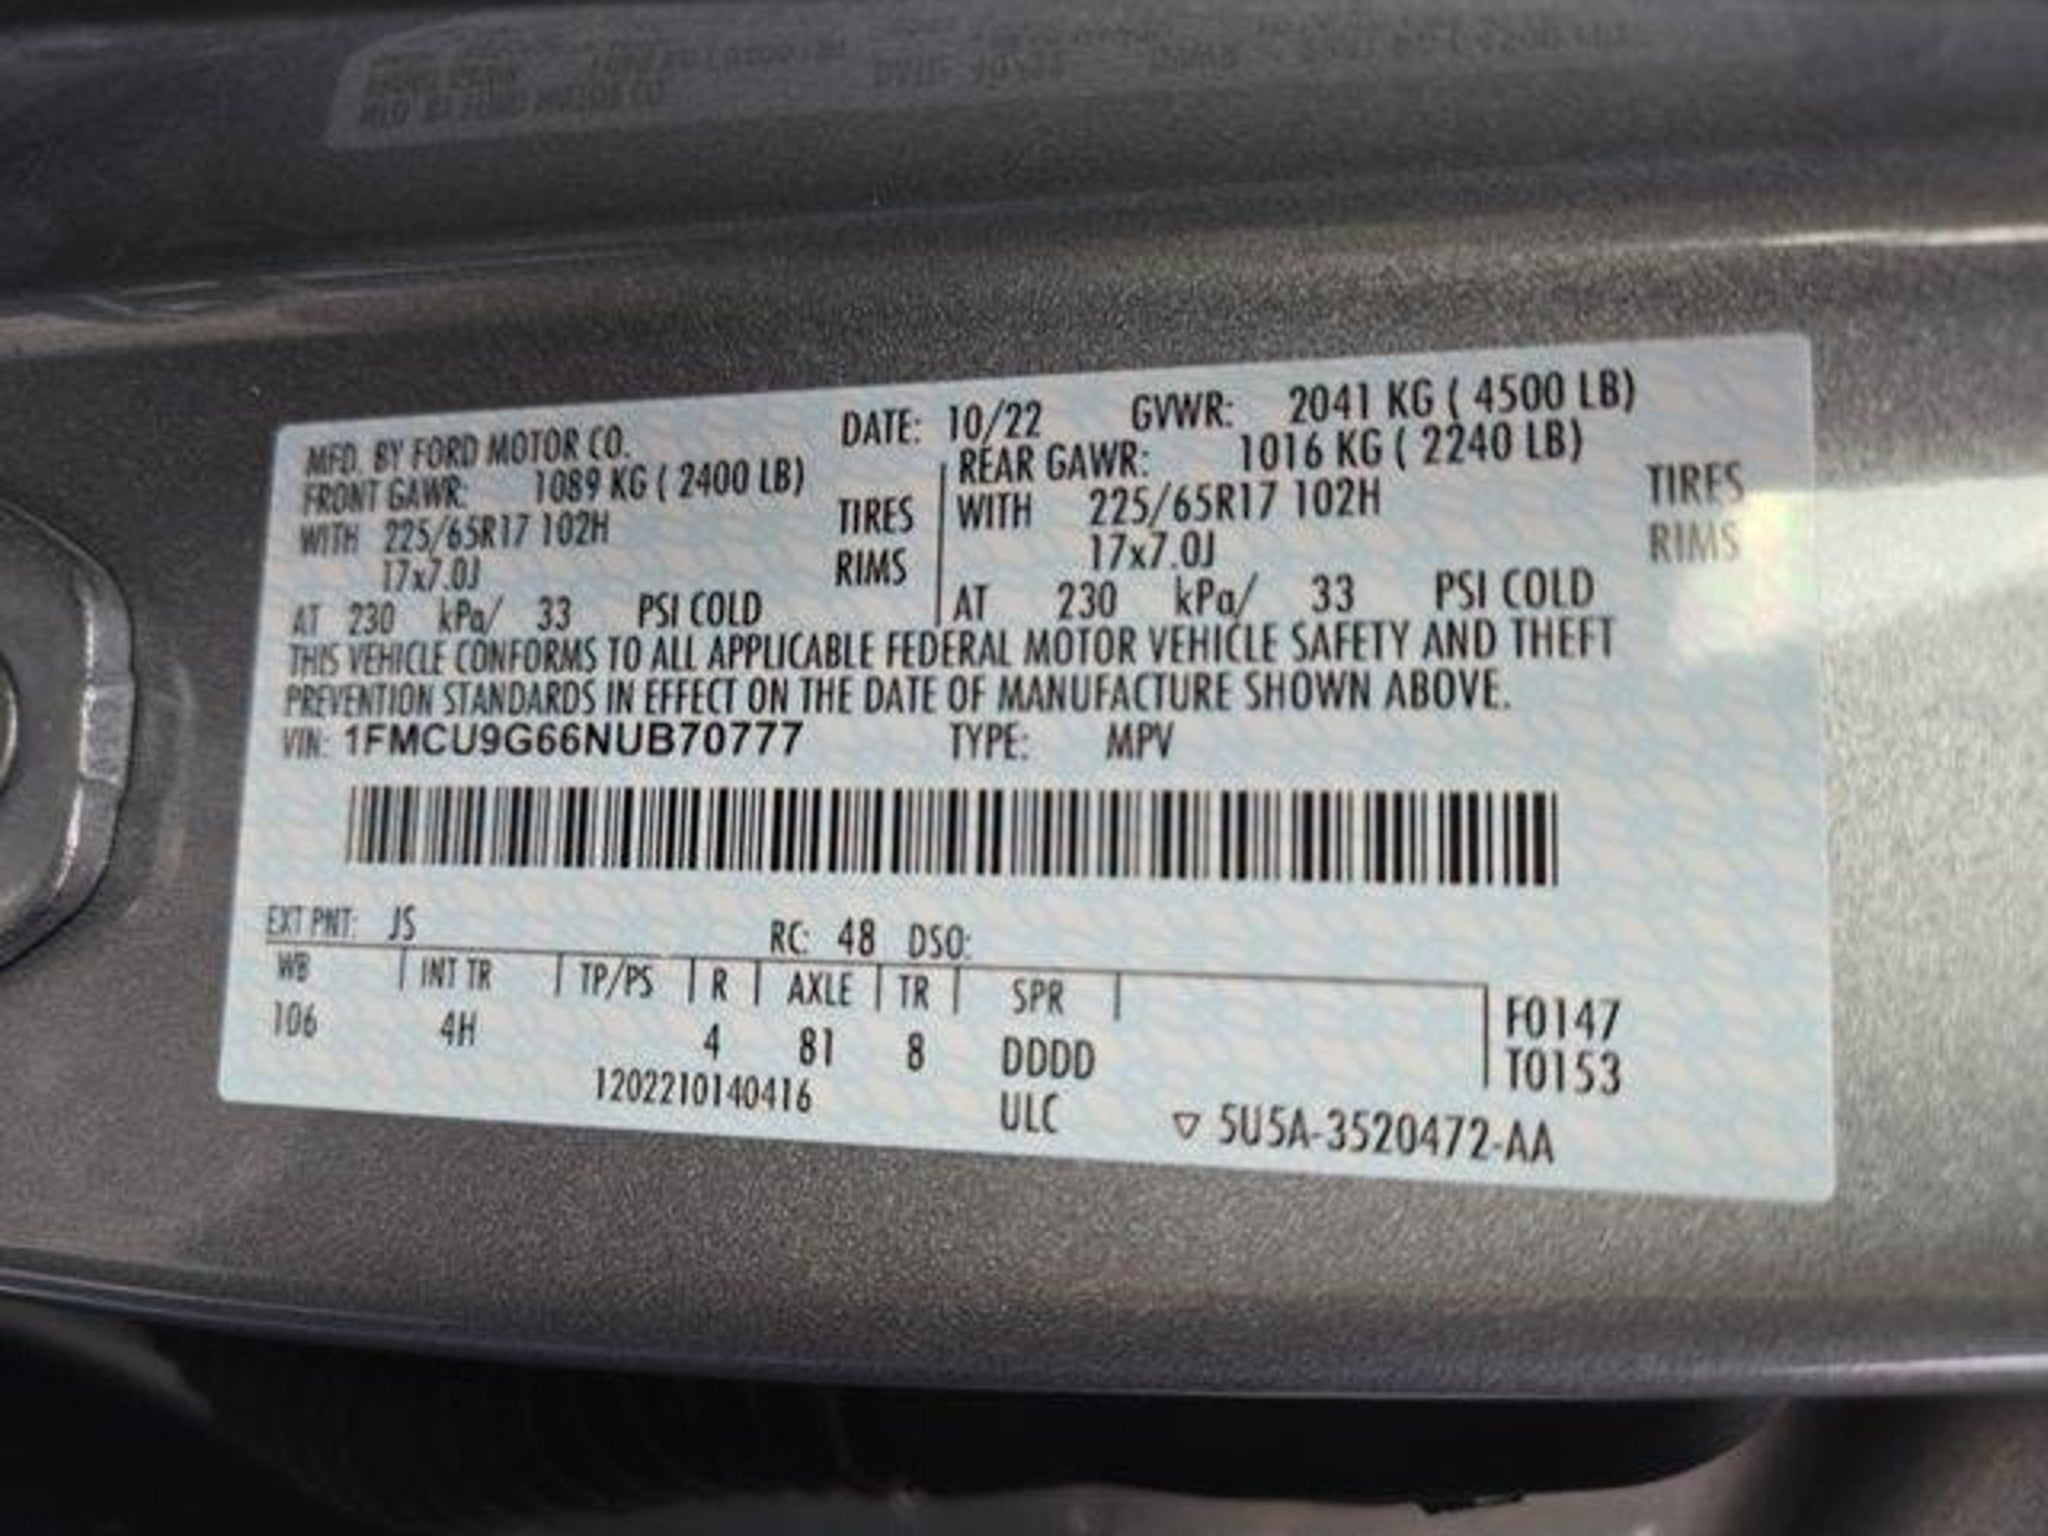 MFD. BY FORD MOTOR CO. DATE: 10/22 GVWR: 2041 KG ( 4500 LB)
FRONT GAWR: 1089 KG ( 2400 LB) REAR GAWR: 1016 KG ( 2240 LB)
WITH 225/65R17 102H TIRES WITH 225/65R17 102H TIRES
17x7.0J RIMS 17x7.0J RIMS
AT 230 kPa/ 33 PSI COLD AT 230 kPa/ 33 PSI COLD
THIS VEHICLE CONFORMS TO ALL APPLICABLE FEDERAL MOTOR VEHICLE SAFETY AND THEFT
PREVENTION STANDARDS IN EFFECT ON THE DATE OF MANUFACTURE SHOWN ABOVE.
VIN: 1FMCU9G66NUB70777 TYPE: MPV
EXT PNT: JS RC: 48 DSO:
WB INT TR TP/PS R AXLE TR SPR F0147
106 4H 4 81 8 DDDD T0153
1202210140416 ULC ▽ 5U5A-3520472-AA